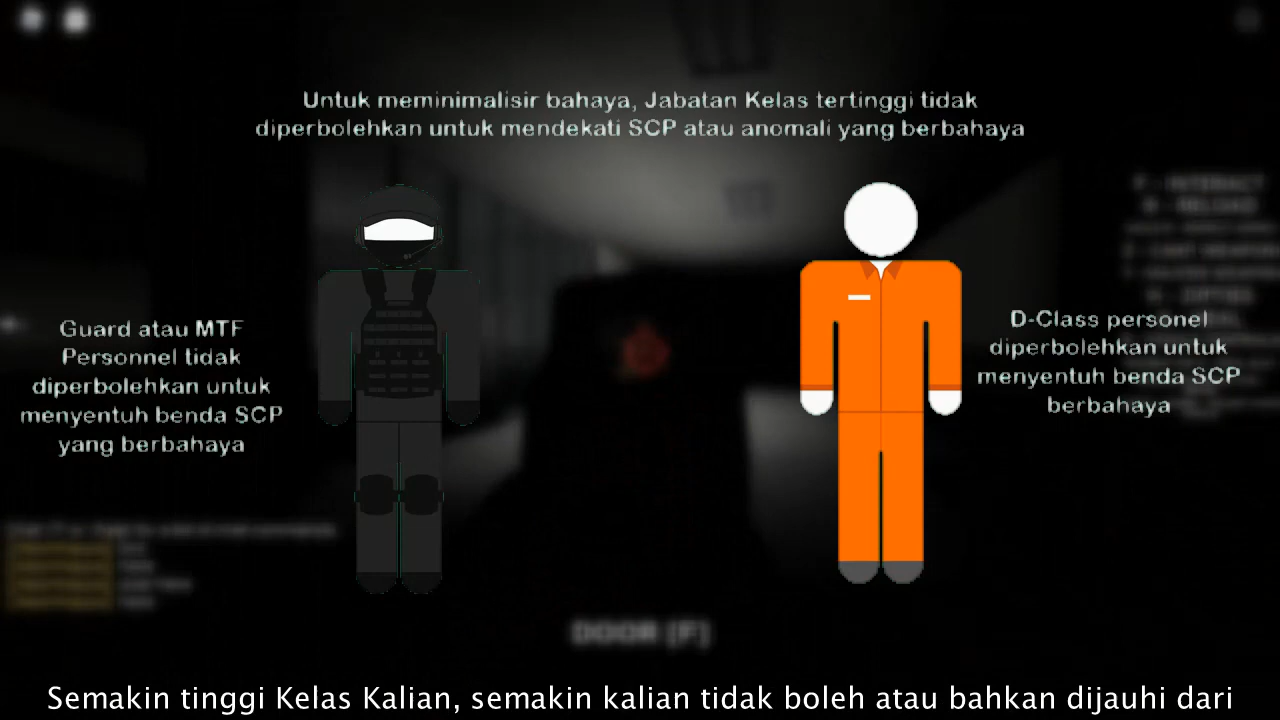 Untuk meminimalisir bahaya, Jabatan Kelas tertinggi tidak
diperbolehkan untuk mendekati SCP atau anomali yang berbahaya
Guard atau MTF
Personnel tidak
diperbolehkan untuk
menyentuh benda SCP
yang berbahaya
D-Class personel
diperbolehkan untuk
menyentuh benda SCP
berbahaya
DOOR [F]
Semakin tinggi Kelas Kalian, semakin kalian tidak boleh atau bahkan dijauhi dari